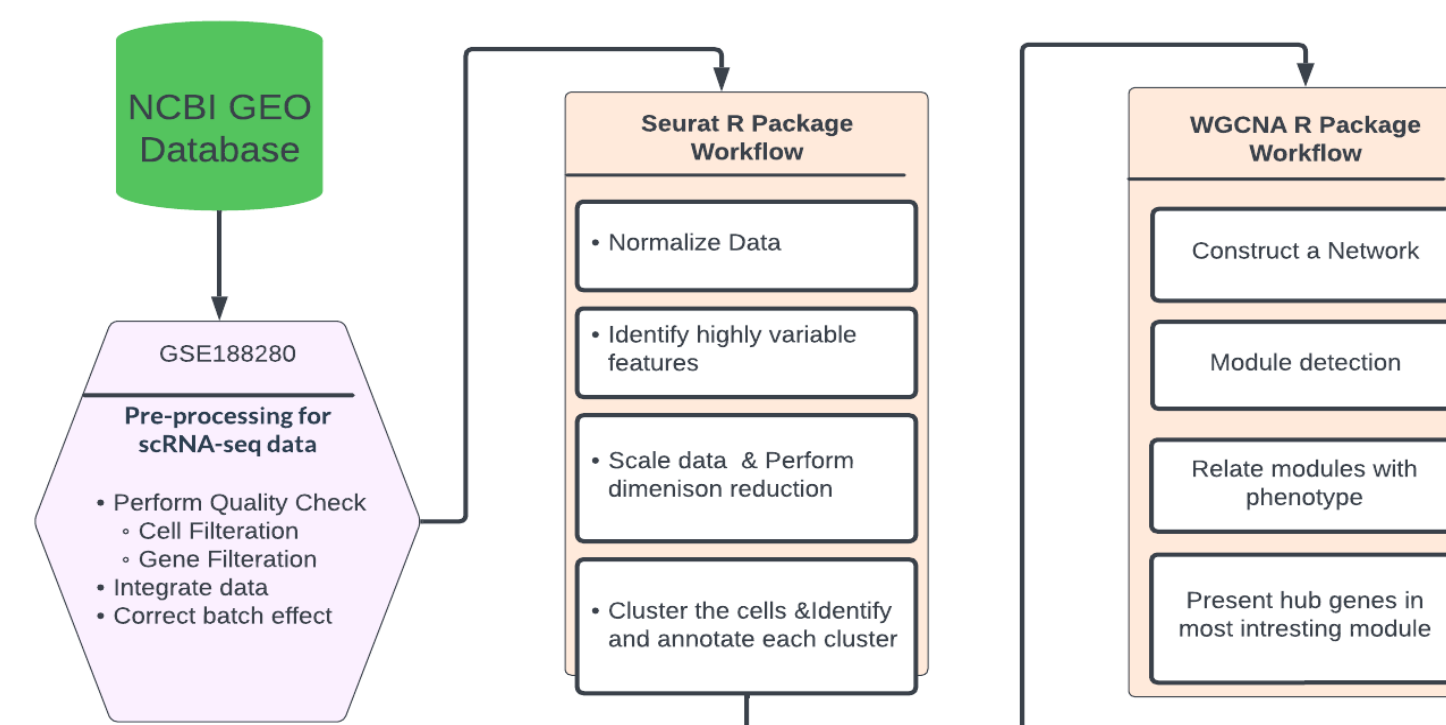 NCBI GEO
Database
GSE188280
Pre-processing for
scRNA-seq data
• Perform Quality Check
◦ Cell Filteration
◦ Gene Filteration
• Integrate data
• Correct batch effect
Seurat R Package
Workflow
• Normalize Data
• Identify highly variable
features
• Scale data & Perform
dimenison reduction
• Cluster the cells &Identify
and annotate each cluster
WGCNA R Package
Workflow
Construct a Network
Module detection
Relate modules with
phenotype
Present hub genes in
most intresting module